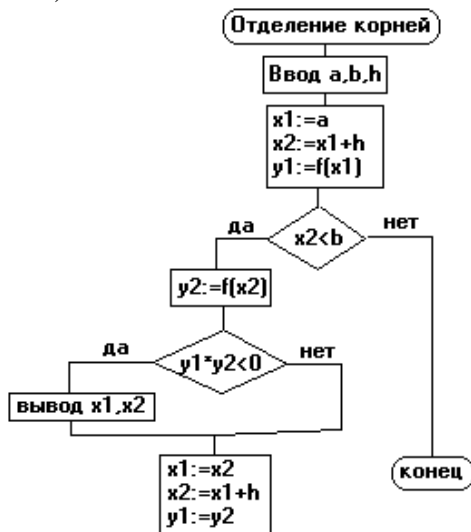 Отделение корней
Ввод a,b,h
x1:=a
x2:=x1+h
y1:=f(x1)
да
x2<b
нет
y2:=f(x2)
да
y1*y2<0
нет
вывод x1,x2
x1:=x2
x2:=x1+h
y1:=y2
конец